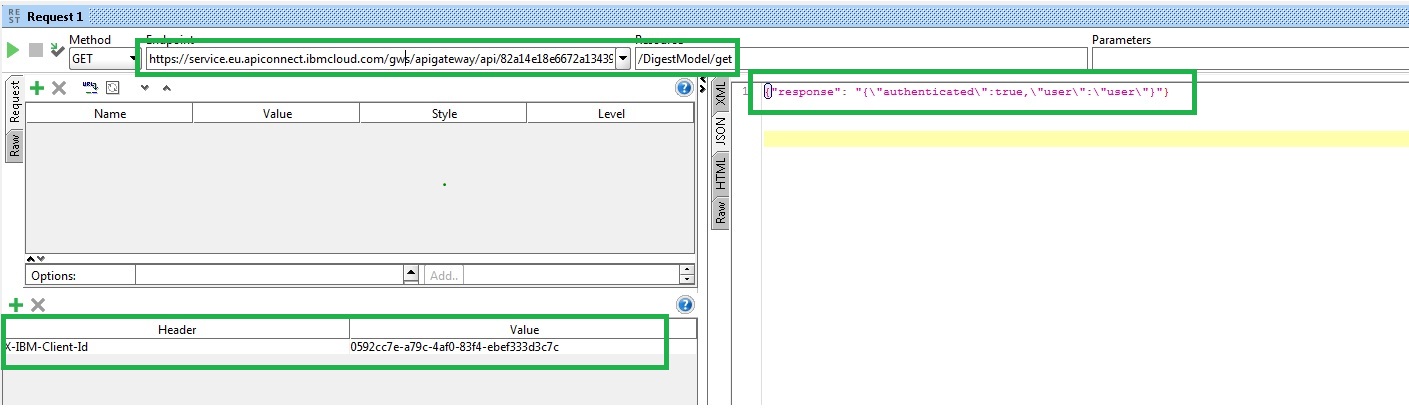 RE
ST
Request 1
Method
Endpoint
Resource
Parameters
GET
https://service.eu.apiconnect.ibmcloud.com/gws/apigateway/api/82a14e18e6672a13439
/DigestModel/get
Request
Raw
Name
Value
Style
Level
Options:
Add..
Header
Value
X-IBM-Client-Id
0592cc7e-a79c-4af0-83f4-ebef333d3c7c
XML
JSON
HTML
Raw
1
{"response": "{\"authenticated\":true,\"user\":\"user\"}"}